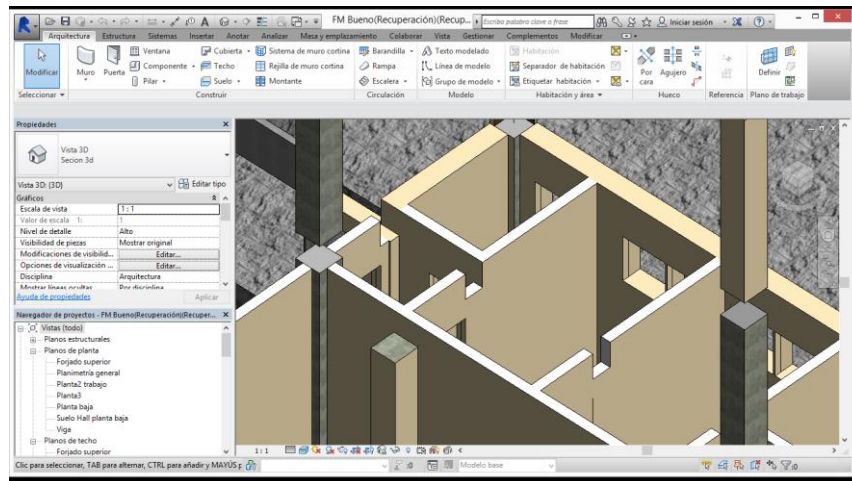 FM Bueno(Recuperación)(Recup...
Escriba palabra clave o frase
Iniciar sesión
Arquitectura Estructura Sistemas Insertar Anotar Analizar Masa y emplazamiento Colaborar Vista Gestionar Complementos Modificar
Modificar
Muro
Puerta
Ventana
Componente
Pilar
Cubierta
Techo
Suelo
Sistema de muro cortina
Rejilla de muro cortina
Montante
Barandilla
Rampa
Escalera
Texto modelado
Línea de modelo
Grupo de modelo
Habitación
Separador de habitación
Etiquetar habitación
Por cara
Agujero
Definir
Seleccionar Construir Circulación Modelo Habitación y área Hueco Referencia Plano de trabajo
Propiedades
Vista 3D
Secion 3d
Vista 3D: {3D} Editar tipo
Gráficos
Escala de vista 1 : 1
Valor de escala 1: 1
Nivel de detalle Alto
Visibilidad de piezas Mostrar original
Modificaciones de visibilid... Editar...
Opciones de visualización ... Editar...
Disciplina Arquitectura
Mostrar líneas ocultas Por disciplina
Ayuda de propiedades Aplicar
Navegador de proyectos - FM Bueno(Recuperación)(Recuper...
Vistas (todo)
Planos estructurales
Planos de planta
Forjado superior
Planimetría general
Planta2 trabajo
Planta3
Planta baja
Suelo Hall planta baja
Viga
Planos de techo
Forjado superior
1 : 1
Clic para seleccionar, TAB para alternar, CTRL para añadir y MAYÚS p :0 Modelo base :0